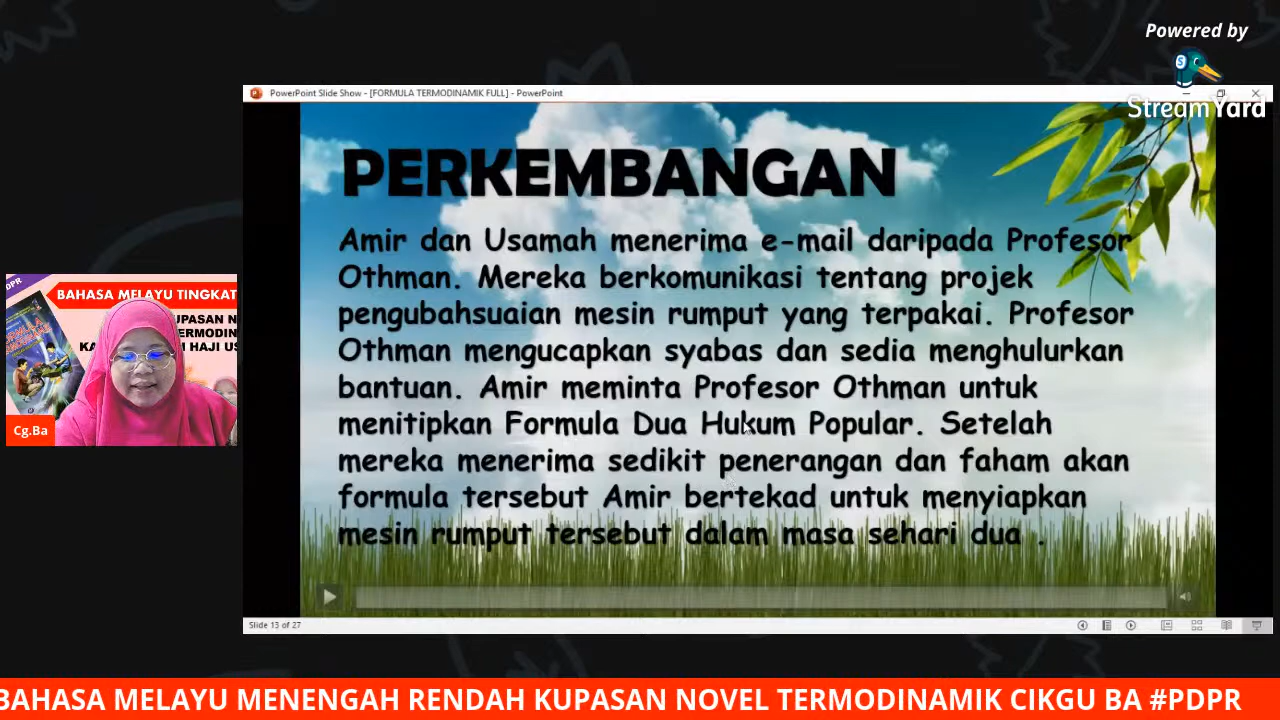 Powered by
StreamYard
PowerPoint Slide Show - [FORMULA TERMODINAMIK FULL] - PowerPoint
PERKEMBANGAN
Amir dan Usamah menerima e-mail daripada Profesor
Othman. Mereka berkomunikasi tentang projek
pengubahsuaian mesin rumput yang terpakai. Profesor
Othman mengucapkan syabas dan sedia menghulurkan
bantuan. Amir meminta Profesor Othman untuk
menitipkan Formula Dua Hukum Popular. Setelah
mereka menerima sedikit penerangan dan faham akan
formula tersebut Amir bertekad untuk menyiapkan
mesin rumput tersebut dalam masa sehari dua .
Slide 13 of 27
BAHASA MELAYU TINGKAT
Cg.Ba
BAHASA MELAYU MENENGAH RENDAH KUPASAN NOVEL TERMODINAMIK CIKGU BA #PDPR